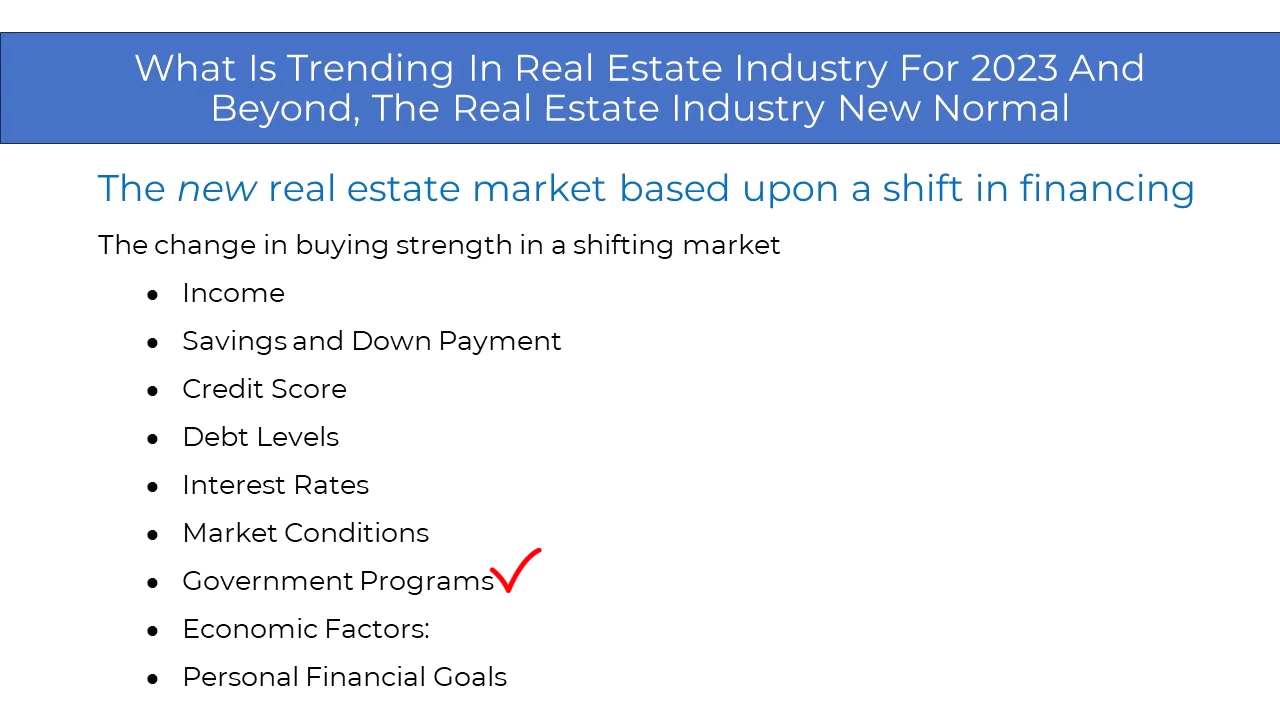 What Is Trending In Real Estate Industry For 2023 And
Beyond, The Real Estate Industry New Normal
The new real estate market based upon a shift in financing
The change in buying strength in a shifting market
• Income
• Savings and Down Payment
• Credit Score
• Debt Levels
• Interest Rates
• Market Conditions
• Government Programs
• Economic Factors:
• Personal Financial Goals